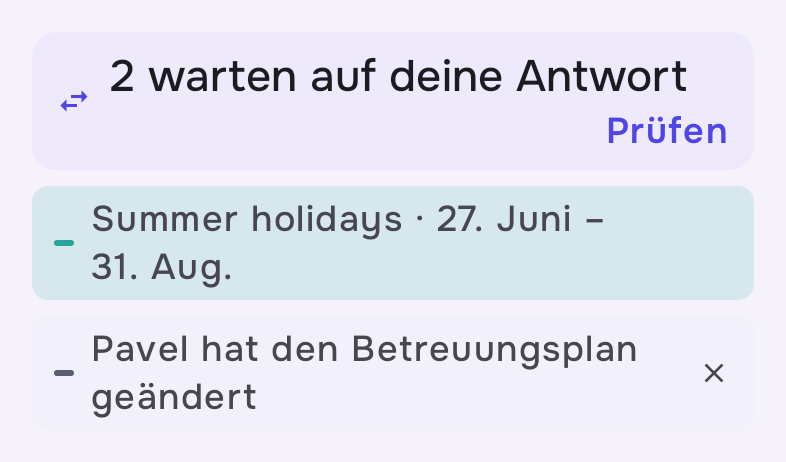 2 warten auf deine Antwort
Prüfen
Summer holidays · 27. Juni –
31. Aug.
Pavel hat den Betreuungsplan
geändert